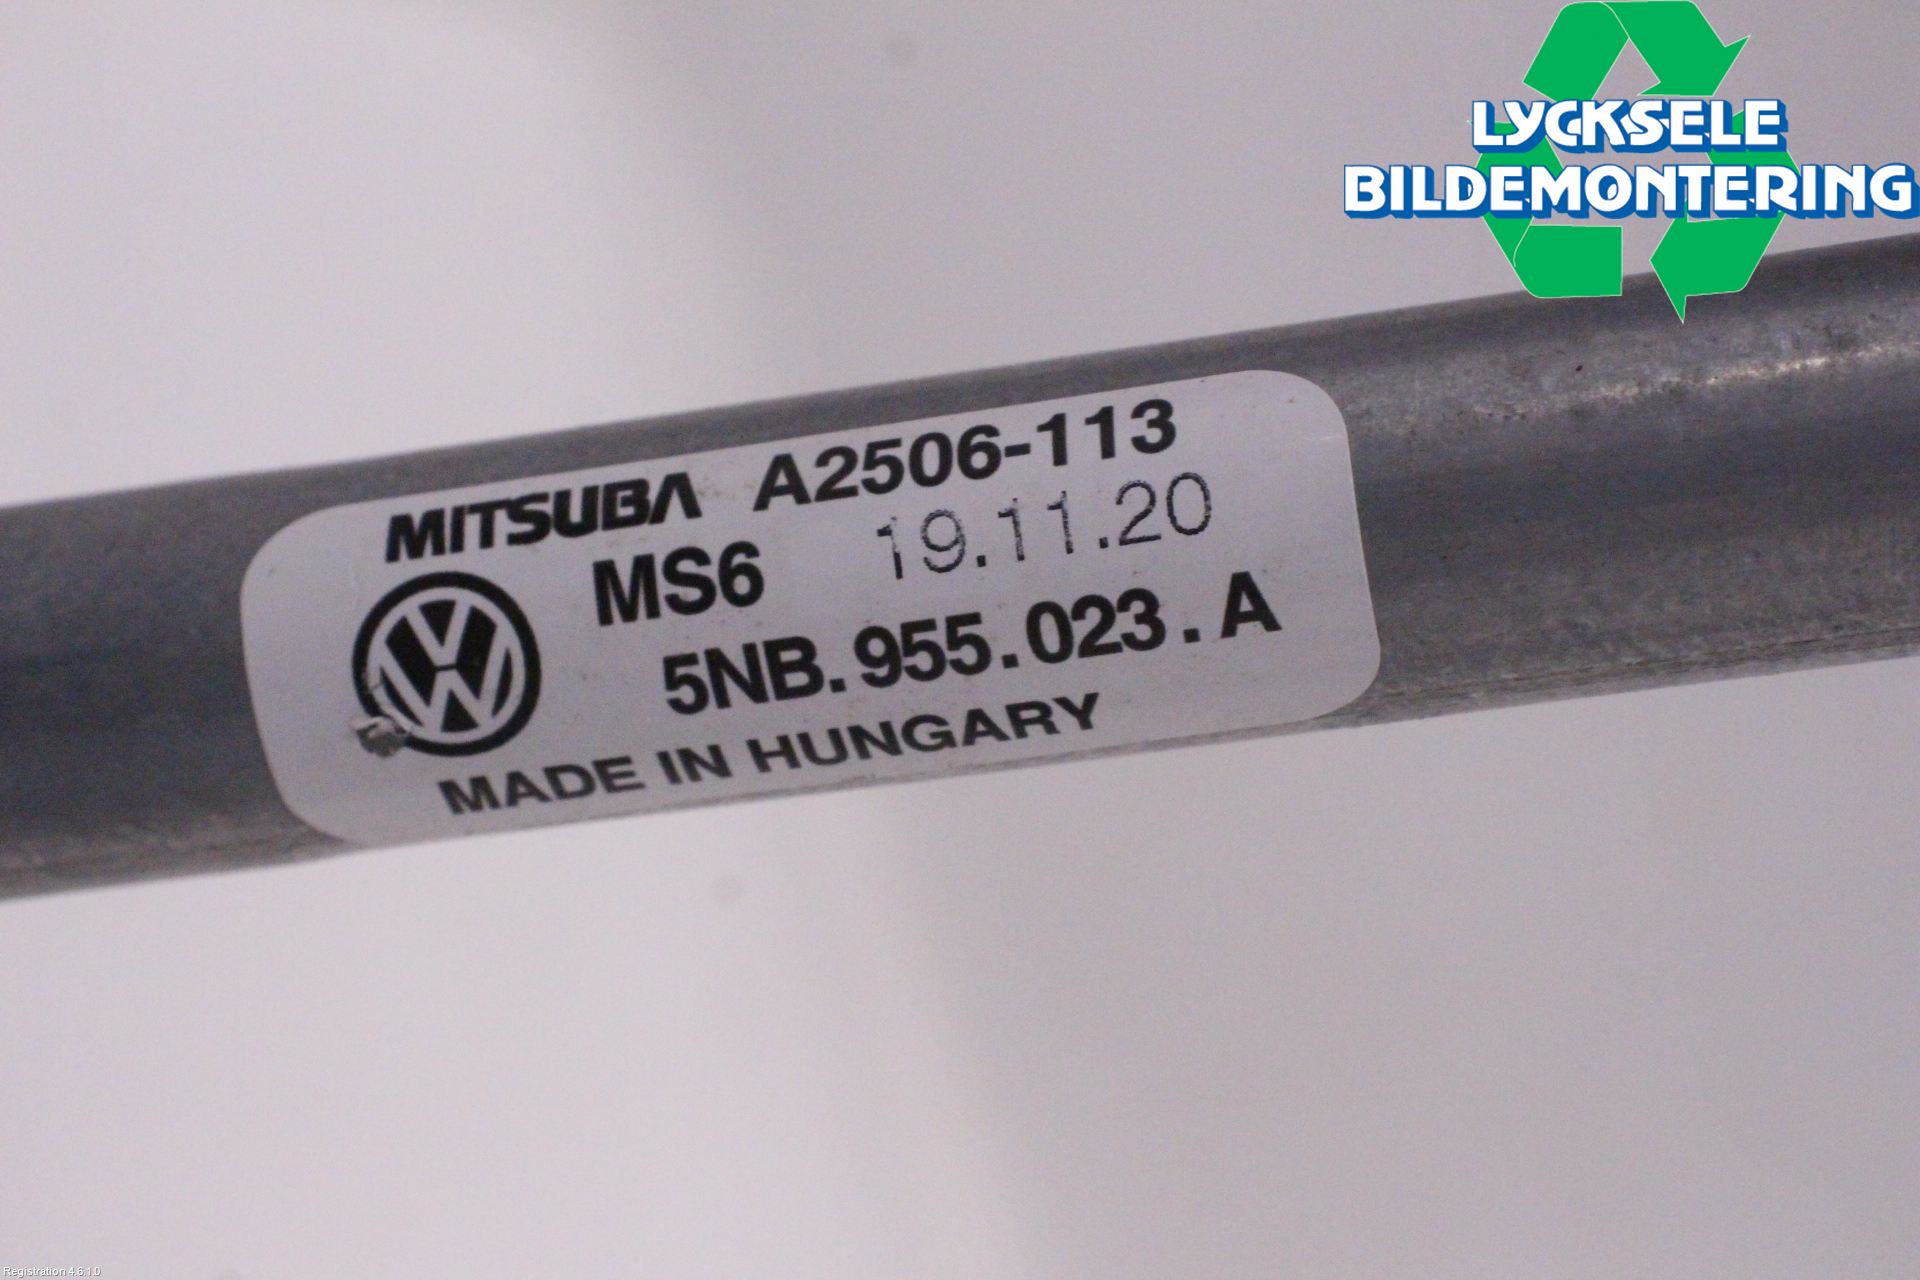 LYCKSELE
BILDEMONTERING
MITSUBA A2506-113
MS6 19.11.20
5NB.955.023.A
MADE IN HUNGARY
Registration 4.6.1.0